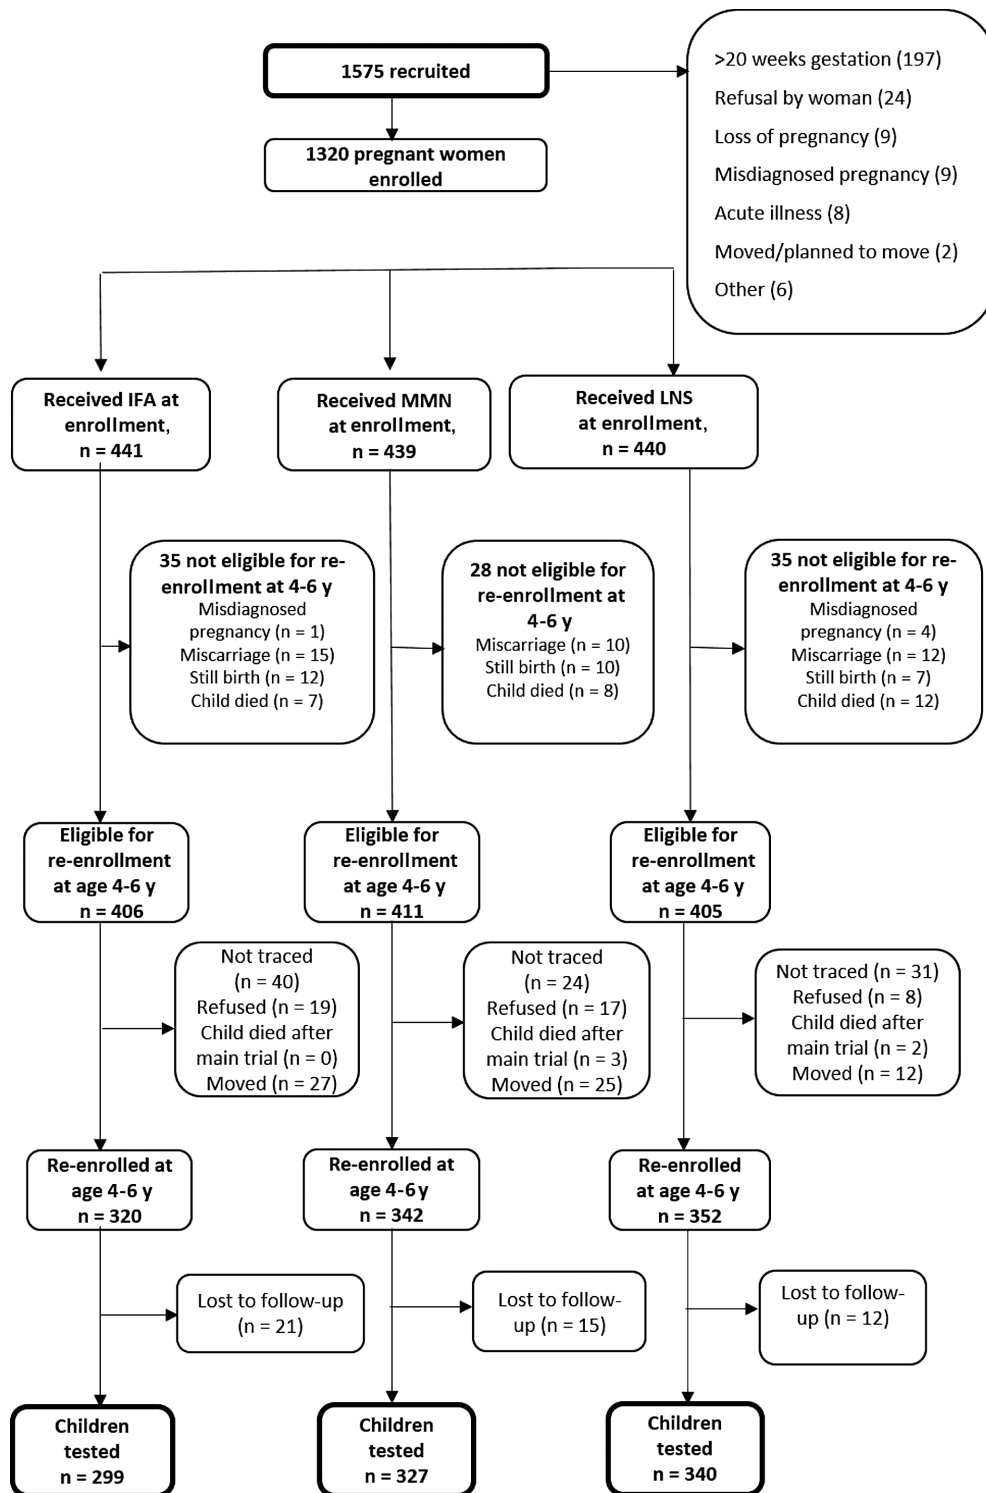 1575 recruited
>20 weeks gestation (197)
Refusal by woman (24)
Loss of pregnancy (9)
Misdiagnosed pregnancy (9)
Acute illness (8)
Moved/planned to move (2)
Other (6)
1320 pregnant women
enrolled
Received IFA at
enrollment,
n = 441
Received MMN
at enrollment,
n = 439
Received LNS
at enrollment,
n = 440
35 not eligible for re-
enrollment at 4-6 y
Misdiagnosed
pregnancy (n = 1)
Miscarriage (n = 15)
Still birth (n = 12)
Child died (n = 7)
28 not eligible for
re-enrollment at
4-6 y
Miscarriage (n = 10)
Still birth (n = 10)
Child died (n = 8)
35 not eligible for re-
enrollment at 4-6 y
Misdiagnosed
pregnancy (n = 4)
Miscarriage (n = 12)
Still birth (n = 7)
Child died (n = 12)
Eligible for
re-enrollment
at age 4-6 y
n = 406
Eligible for
re-enrollment
at age 4-6 y
n = 411
Eligible for
re-enrollment
at age 4-6 y
n = 405
Not traced
(n = 40)
Refused (n = 19)
Child died after
main trial (n = 0)
Moved (n = 27)
Not traced
(n = 24)
Refused (n = 17)
Child died after
main trial (n = 3)
Moved (n = 25)
Not traced (n = 31)
Refused (n = 8)
Child died after
main trial (n = 2)
Moved (n = 12)
Re-enrolled at
age 4-6 y
n = 320
Re-enrolled at
age 4-6 y
n = 342
Re-enrolled
at age 4-6 y
n = 352
Lost to follow-up
(n = 21)
Lost to follow-
up (n = 15)
Lost to follow-
up (n = 12)
Children
tested
n = 299
Children
tested
n = 327
Children
tested
n = 340